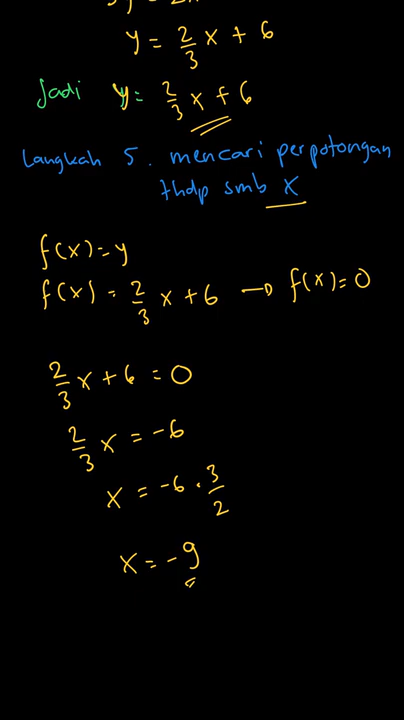 y = 2/3 x + 6
Jadi y = 2/3 x + 6
Langkah 5. mencari perpotongan
thdp smb X
f(x) = y
f(x) = 2/3 x + 6 → f(x) = 0
2/3 x + 6 = 0
2/3 x = -6
x = -6 . 3/2
x = -9